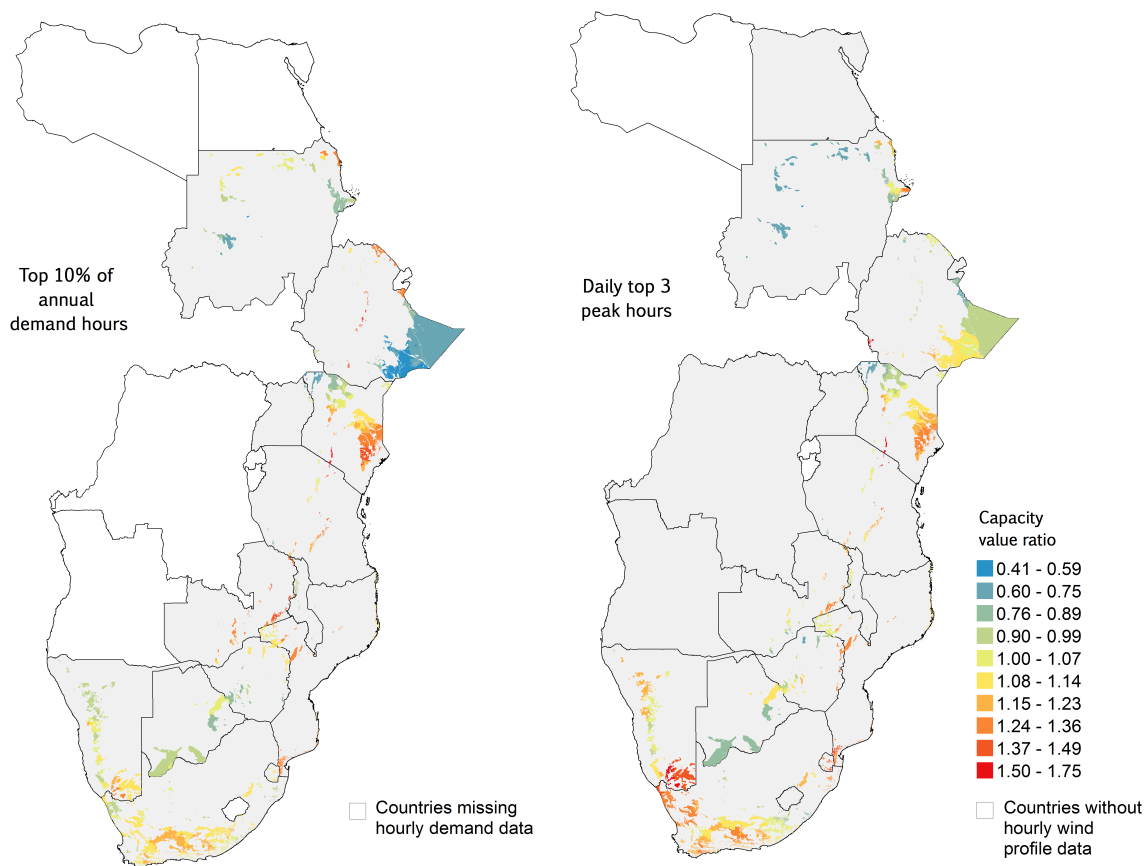 Top 10% of
annual
demand hours
Countries missing
hourly demand data
Daily top 3
peak hours
Capacity
value ratio
0.41 - 0.59
0.60 - 0.75
0.76 - 0.89
0.90 - 0.99
1.00 - 1.07
1.08 - 1.14
1.15 - 1.23
1.24 - 1.36
1.37 - 1.49
1.50 - 1.75
Countries without
hourly wind
profile data